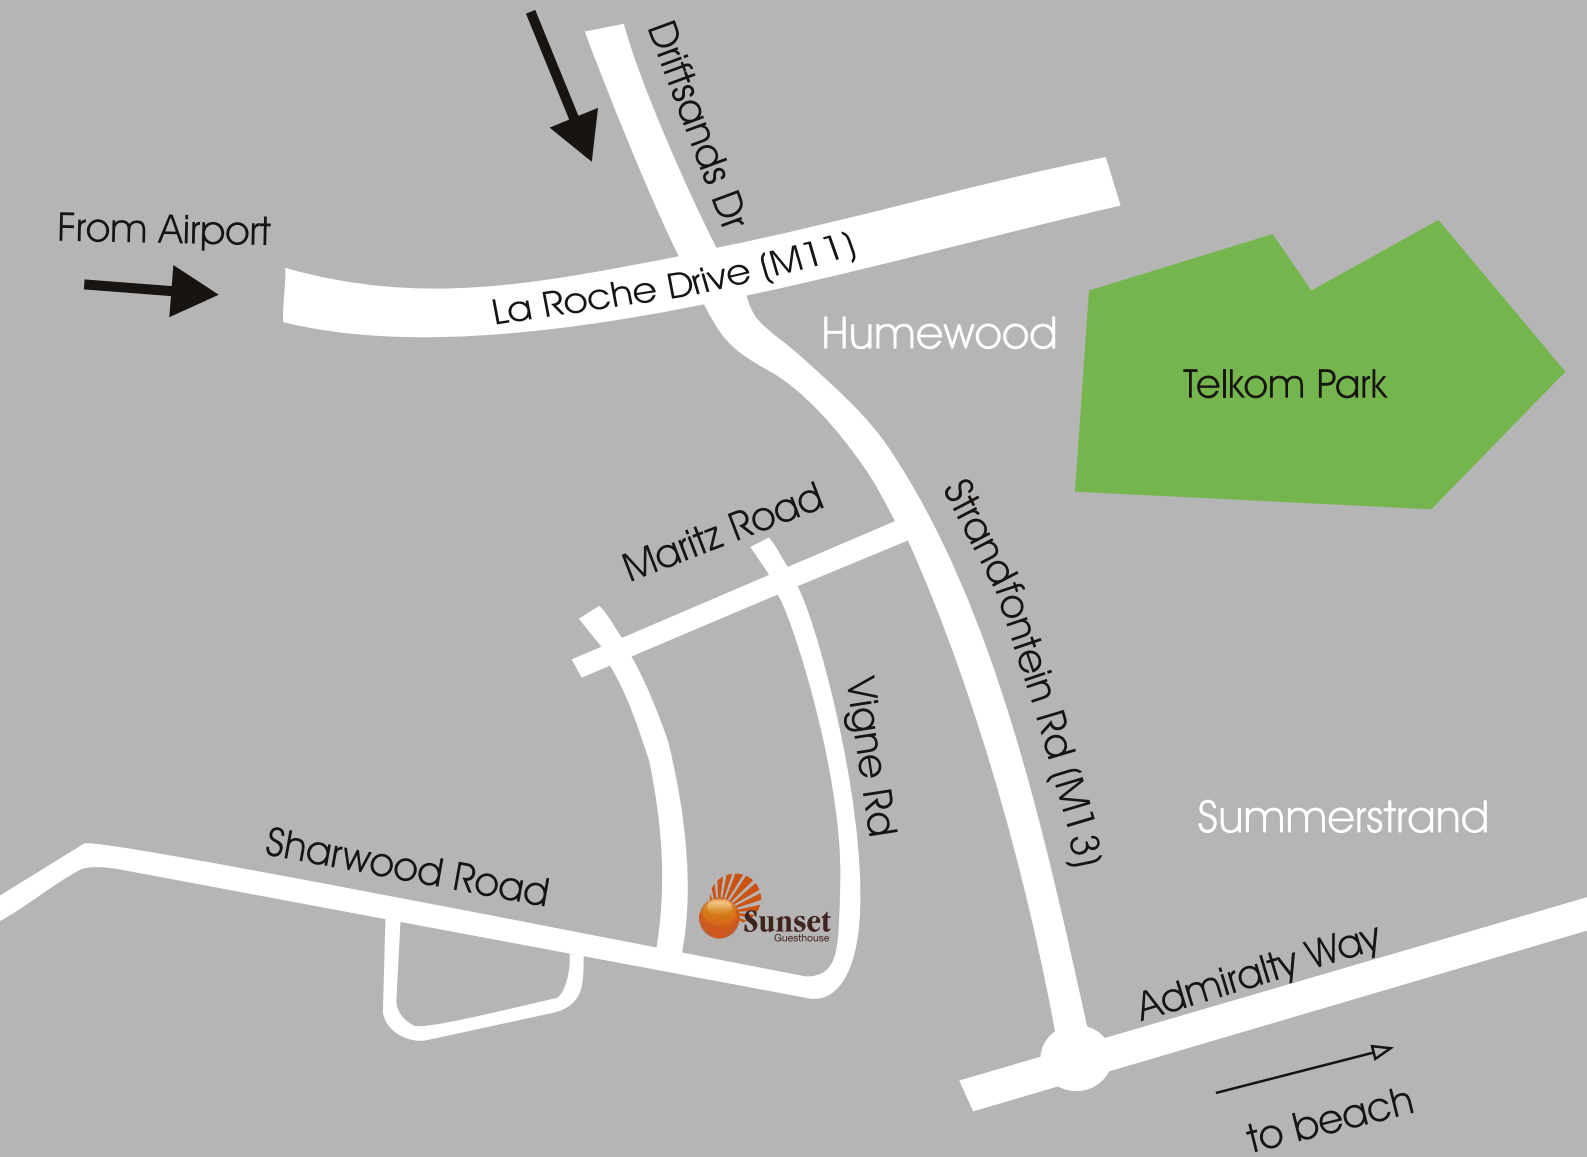 Driftsands Dr
From Airport
La Roche Drive (M11)
Humewood
Telkom Park
Maritz Road
Strandfontein Rd (M13)
Vigne Rd
Summerstrand
Sharwood Road
Sunset
Guesthouse
Admiralty Way
to beach